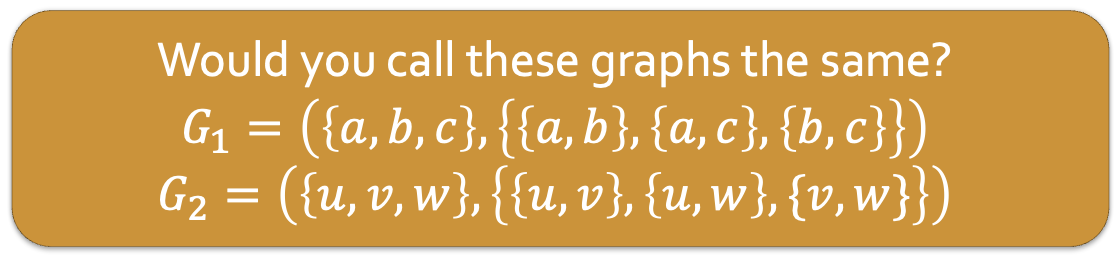 Would you call these graphs the same?
G₁ = ({a, b, c}, {{a, b}, {a, c}, {b, c}})
G₂ = ({u, v, w}, {{u, v}, {u, w}, {v, w}})